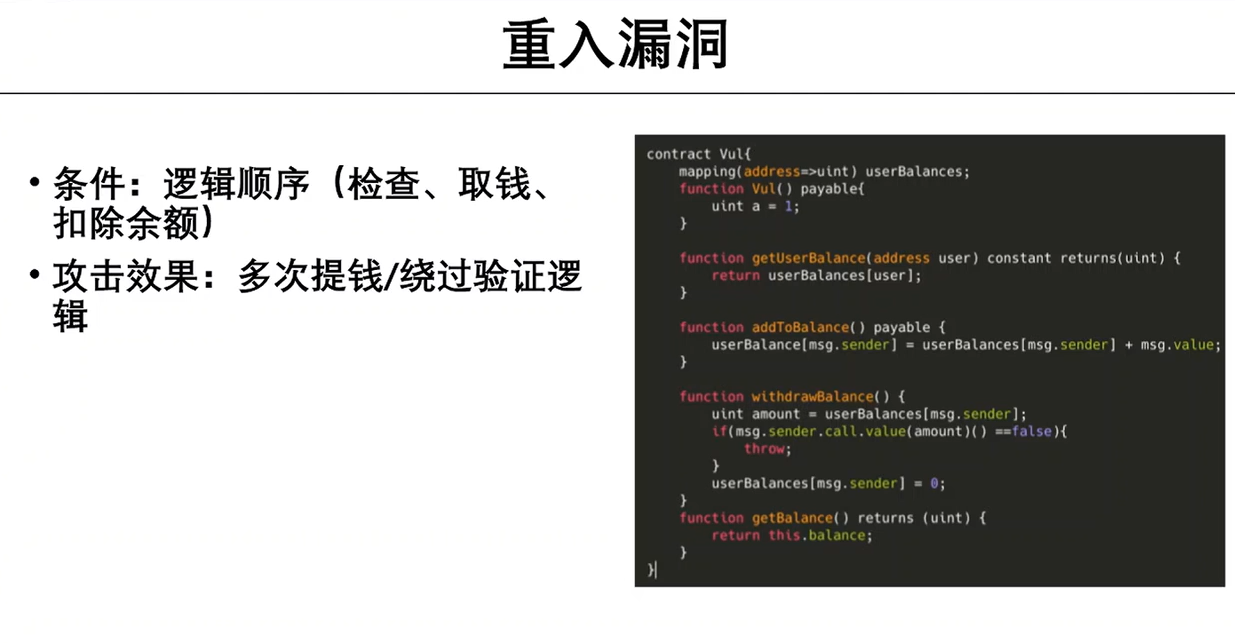 重入漏洞
• 条件：逻辑顺序（检查、取钱、
扣除余额）
• 攻击效果：多次提钱/绕过验证逻
辑
contract Vul{
mapping(address=>uint) userBalances;
function Vul() payable{
uint a = 1;
}
function getUserBalance(address user) constant returns(uint) {
return userBalances[user];
}
function addToBalance() payable {
userBalance[msg.sender] = userBalances[msg.sender] + msg.value;
}
function withdrawBalance() {
uint amount = userBalances[msg.sender];
if(msg.sender.call.value(amount)() ==false){
throw;
}
userBalances[msg.sender] = 0;
}
function getBalance() returns (uint) {
return this.balance;
}
}